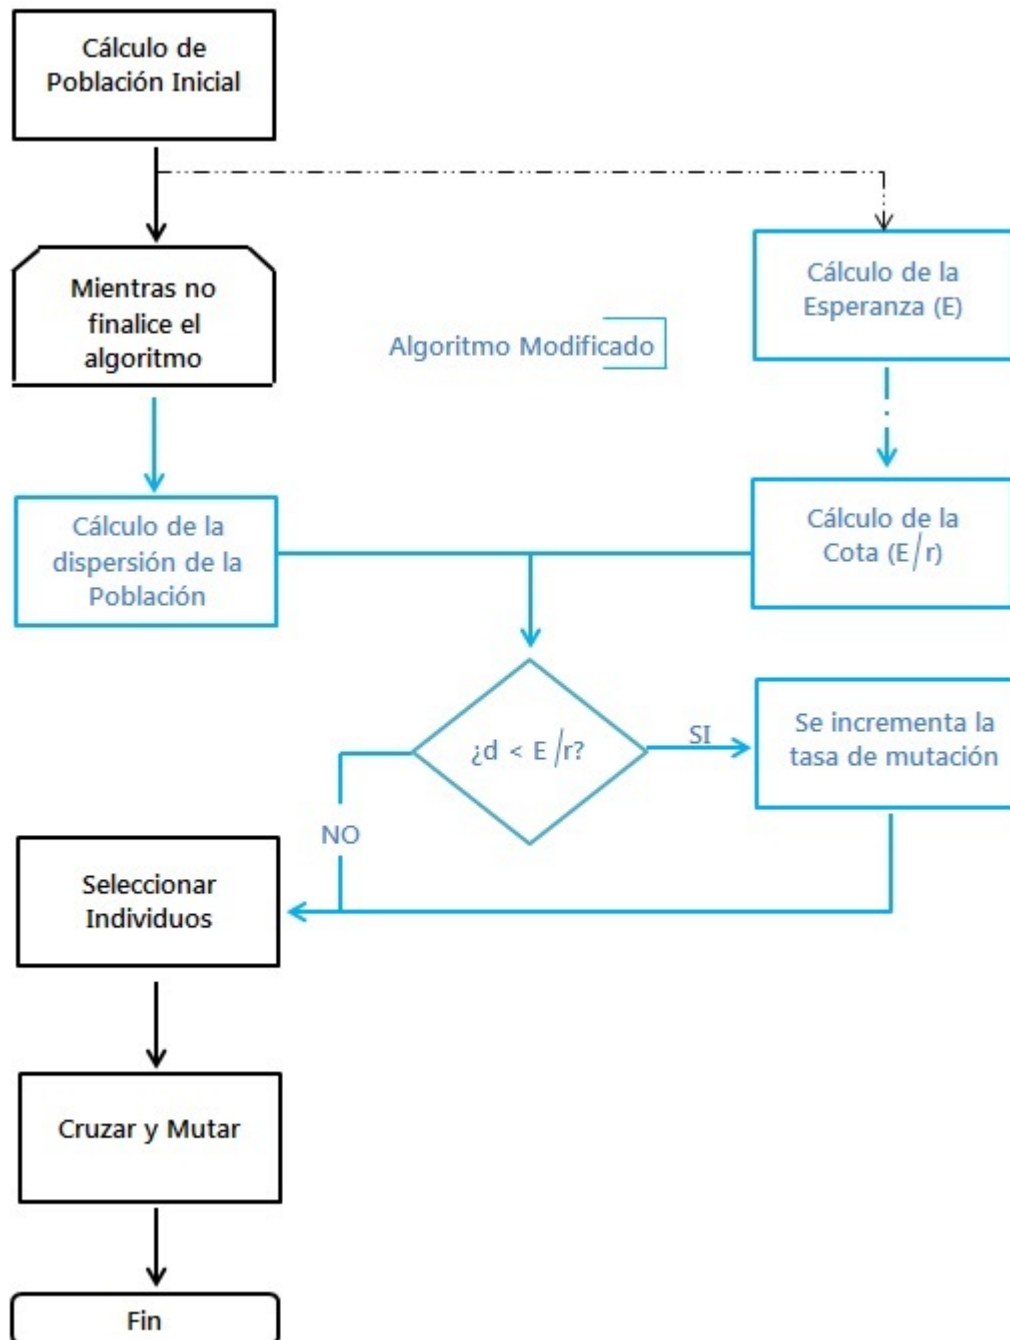 Cálculo de
Población Inicial
Mientras no
finalice el
algoritmo
Algoritmo Modificado
Cálculo de la
Esperanza (E)
Cálculo de la
dispersión de la
Población
Cálculo de la
Cota (E/r)
¿d < E /r?
SI
Se incrementa la
tasa de mutación
NO
Seleccionar
Individuos
Cruzar y Mutar
Fin